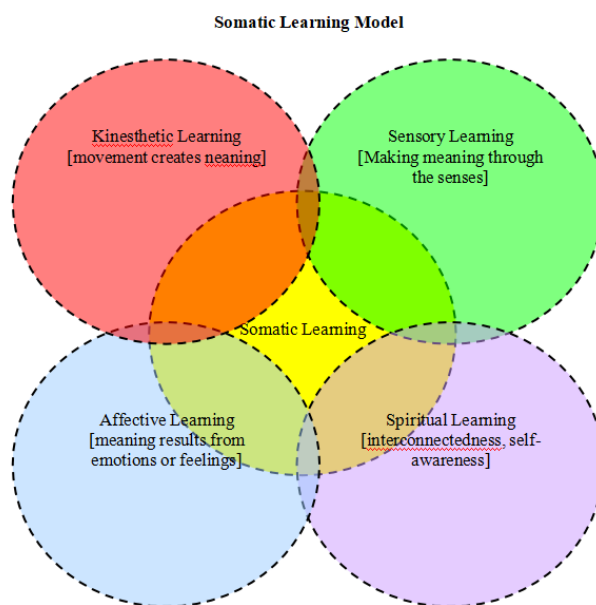 Somatic Learning Model
Kinesthetic Learning
[movement creates neaning]
Sensory Learning
[Making meaning through
the senses]
Somatic Learning
Affective Learning
[meaning results from
emotions or feelings]
Spiritual Learning
[interconnectedness, self-
awareness]